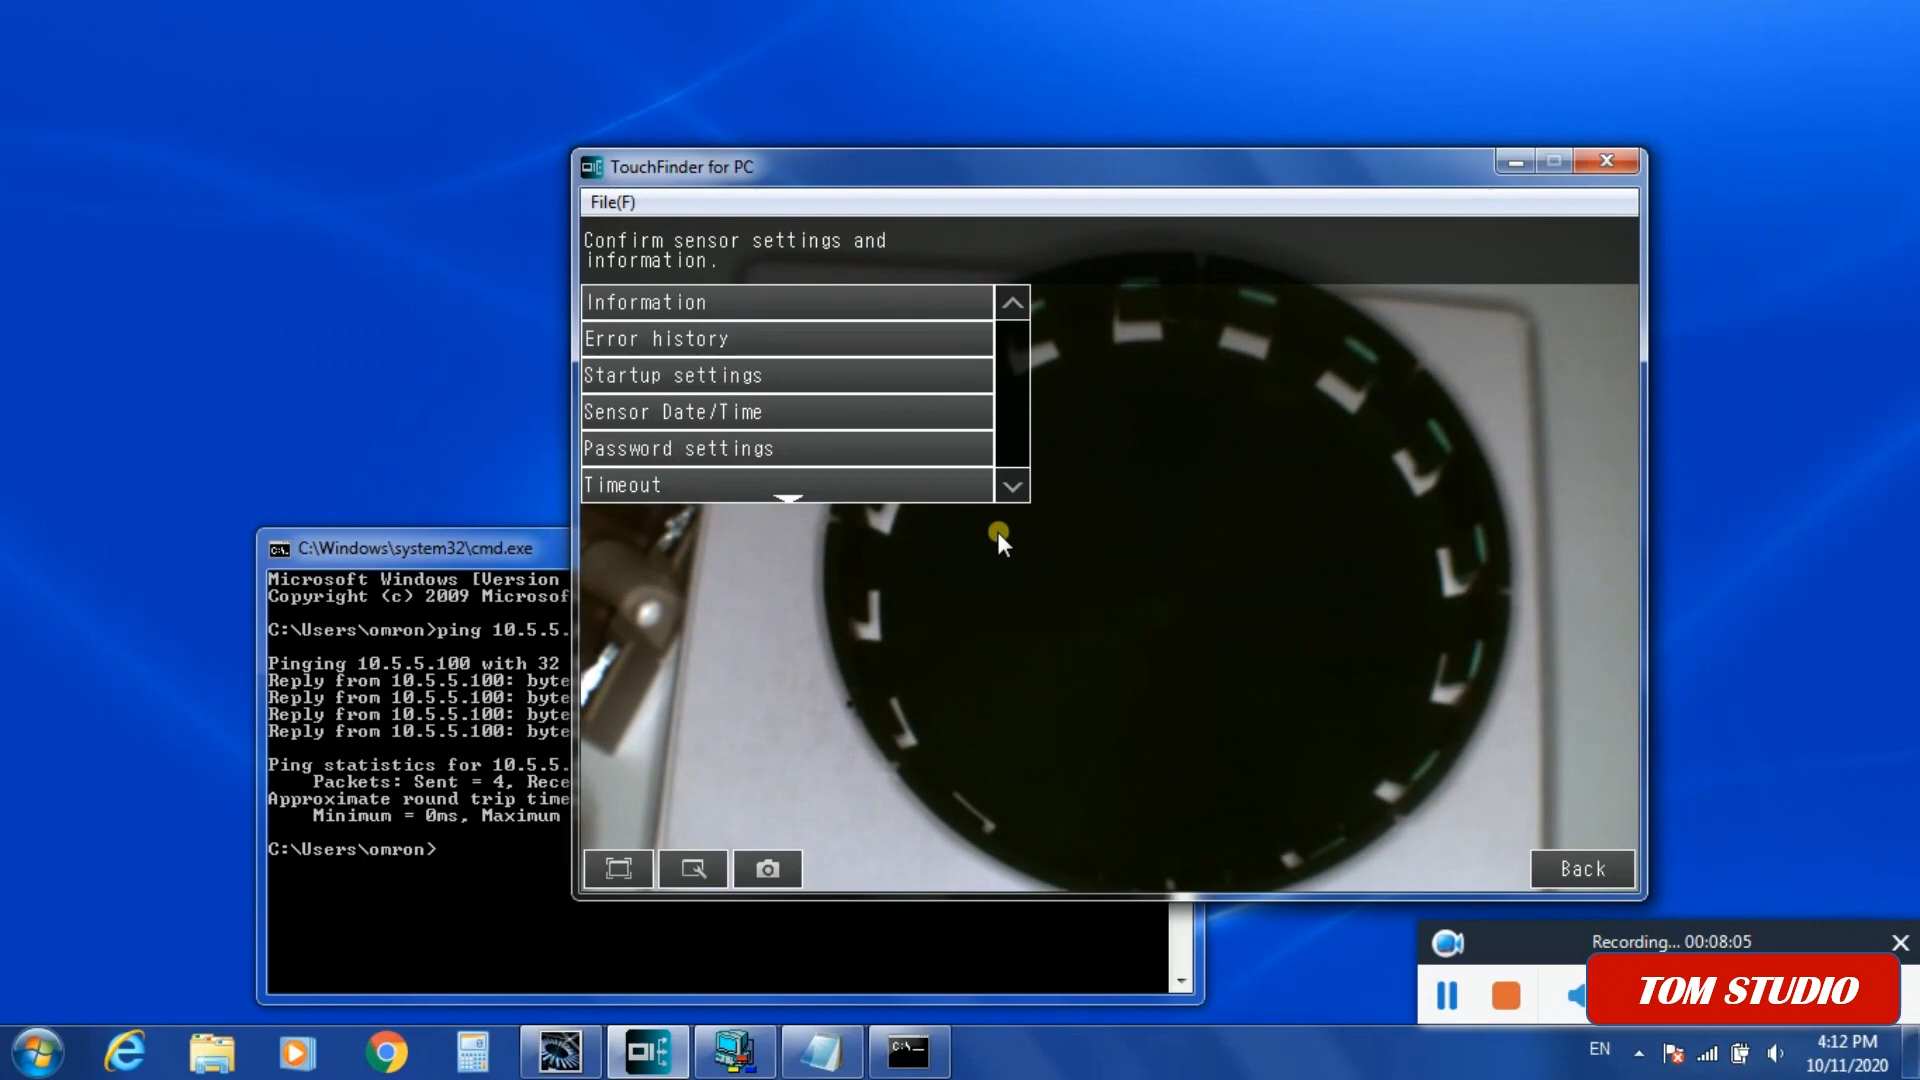 TouchFinder for PC
File(F)
Confirm sensor settings and
information.
Information
Error history
Startup settings
Sensor Date/Time
Password settings
Timeout
Back
C:\Windows\system32\cmd.exe
Microsoft Windows [Version
Copyright (c) 2009 Microsof
C:\Users\omron>ping 10.5.5.
Pinging 10.5.5.100 with 32
Reply from 10.5.5.100: byte
Reply from 10.5.5.100: byte
Reply from 10.5.5.100: byte
Reply from 10.5.5.100: byte
Ping statistics for 10.5.5.
Packets: Sent = 4, Rece
Approximate round trip time
Minimum = 0ms, Maximum
C:\Users\omron>
Recording... 00:08:05
TOM STUDIO
EN
4:12 PM
10/11/2020